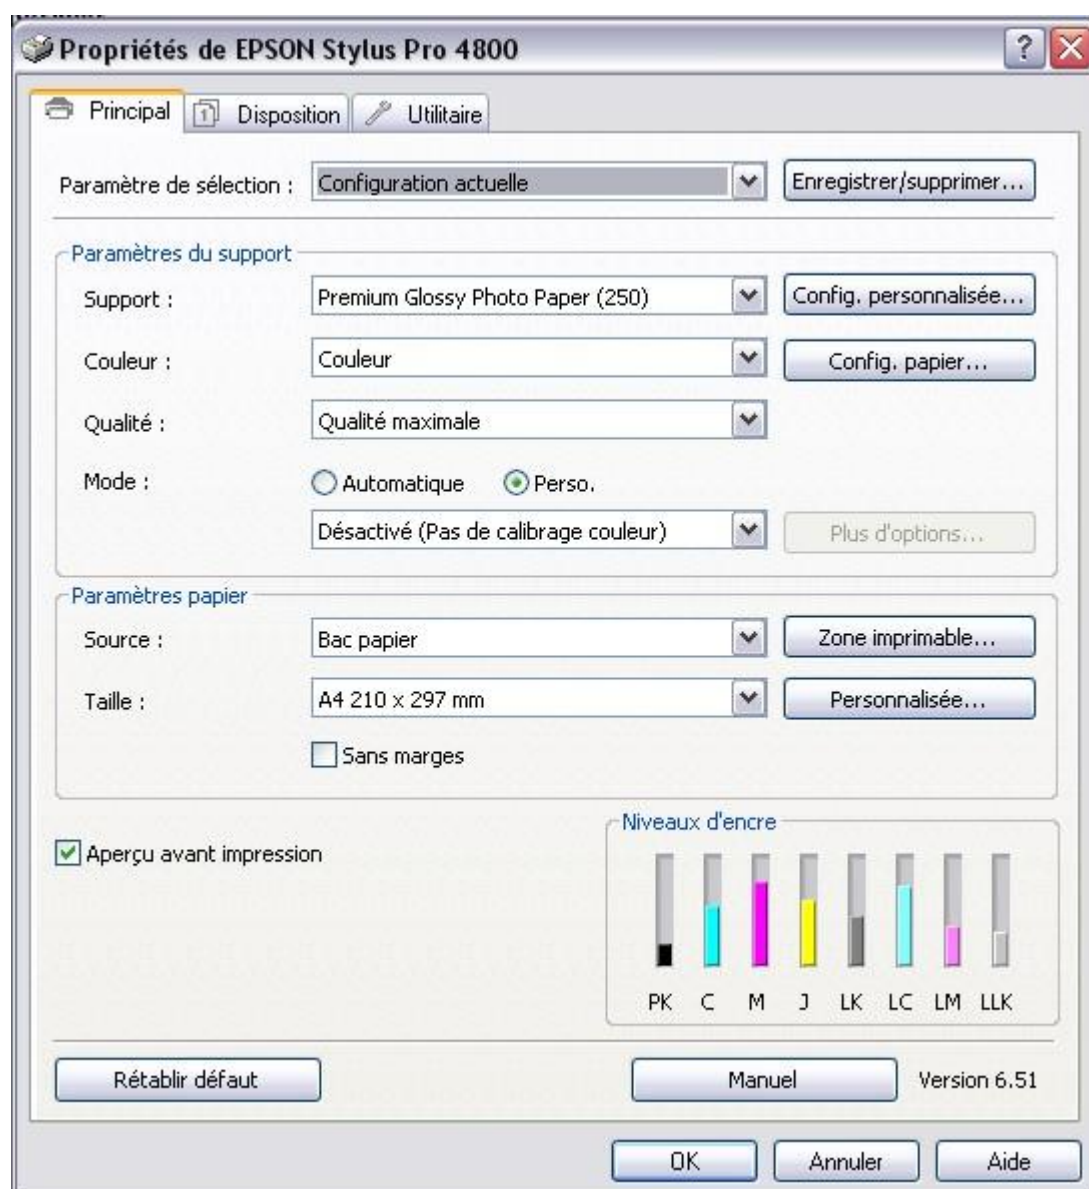 Propriétés de EPSON Stylus Pro 4800
Principal
Disposition
Utilitaire
Paramètre de sélection :
Configuration actuelle
Enregistrer/supprimer...
Paramètres du support
Support :
Premium Glossy Photo Paper (250)
Config. personnalisée...
Couleur :
Couleur
Config. papier...
Qualité :
Qualité maximale
Mode :
Automatique
Perso.
Désactivé (Pas de calibrage couleur)
Plus d'options...
Paramètres papier
Source :
Bac papier
Zone imprimable...
Taille :
A4 210 x 297 mm
Personnalisée...
Sans marges
Aperçu avant impression
Niveaux d'encre
PK C M J LK LC LM LLK
Rétablir défaut
Manuel
Version 6.51
OK
Annuler
Aide